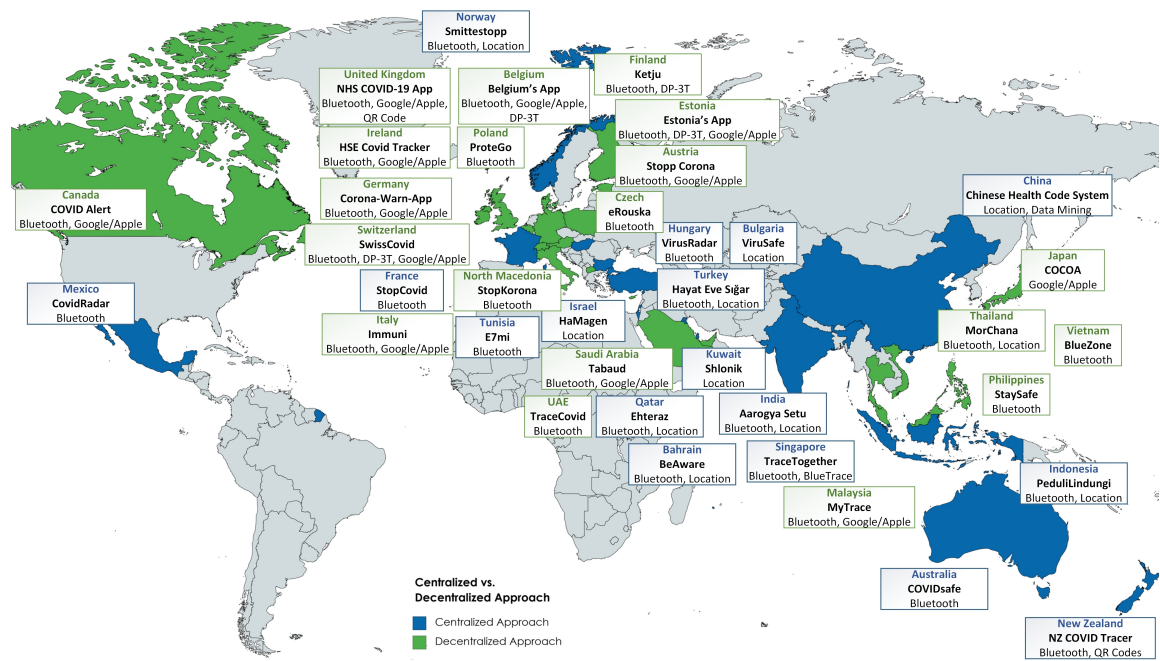 Norway
Smittestopp
Bluetooth, Location
Finland
Ketju
Bluetooth, DP-3T
United Kingdom
NHS COVID-19 App
Bluetooth, Google/Apple,
QR Code
Belgium
Belgium's App
Bluetooth, Google/Apple,
DP-3T
Estonia
Estonia's App
Bluetooth, DP-3T, Google/Apple
Ireland
HSE Covid Tracker
Bluetooth, Google/Apple
Poland
ProteGo
Bluetooth
Austria
Stopp Corona
Bluetooth, Google/Apple
Germany
Corona-Warn-App
Bluetooth, Google/Apple
China
Chinese Health Code System
Location, Data Mining
Canada
COVID Alert
Bluetooth, Google/Apple
Czech
eRouska
Bluetooth
Switzerland
SwissCovid
Bluetooth, DP-3T, Google/Apple
Hungary
VirusRadar
Bluetooth
Bulgaria
ViruSafe
Location
Japan
COCOA
Google/Apple
France
StopCovid
Bluetooth
North Macedonia
StopKorona
Bluetooth
Turkey
Hayat Eve Sığar
Bluetooth, Location
Mexico
CovidRadar
Bluetooth
Israel
HaMagen
Location
Italy
Immuni
Bluetooth, Google/Apple
Tunisia
E7mi
Bluetooth
Thailand
MorChana
Bluetooth, Location
Vietnam
BlueZone
Bluetooth
Saudi Arabia
Tabaud
Bluetooth, Google/Apple
Kuwait
Shlonik
Location
Philippines
StaySafe
Bluetooth
UAE
TraceCovid
Bluetooth
Qatar
Ehteraz
Bluetooth, Location
India
Aarogya Setu
Bluetooth, Location
Bahrain
BeAware
Bluetooth, Location
Singapore
TraceTogether
Bluetooth, BlueTrace
Indonesia
PeduliLindungi
Bluetooth, Location
Malaysia
MyTrace
Bluetooth, Google/Apple
Australia
COVIDsafe
Bluetooth
New Zealand
NZ COVID Tracer
Bluetooth, QR Codes
Centralized vs.
Decentralized Approach
Centralized Approach
Decentralized Approach